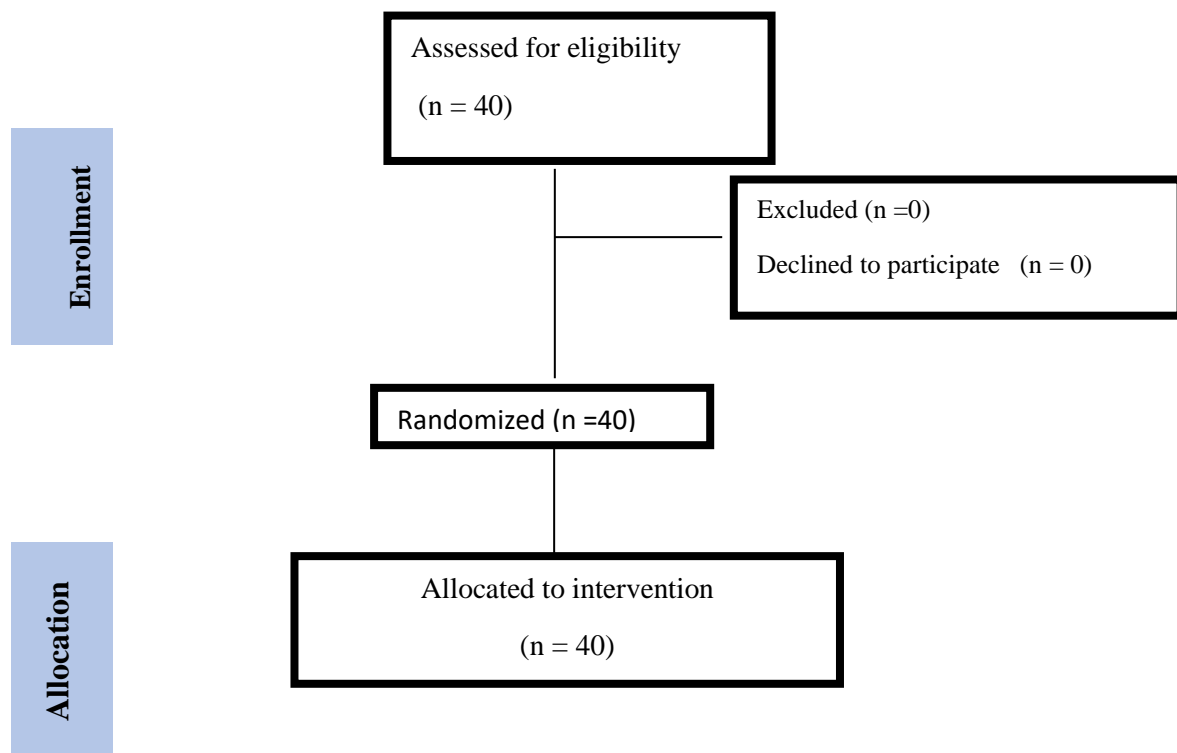 Assessed for eligibility
(n = 40)
Enrollment
Excluded (n =0)
Declined to participate (n = 0)
Randomized (n =40)
Allocation
Allocated to intervention
(n = 40)